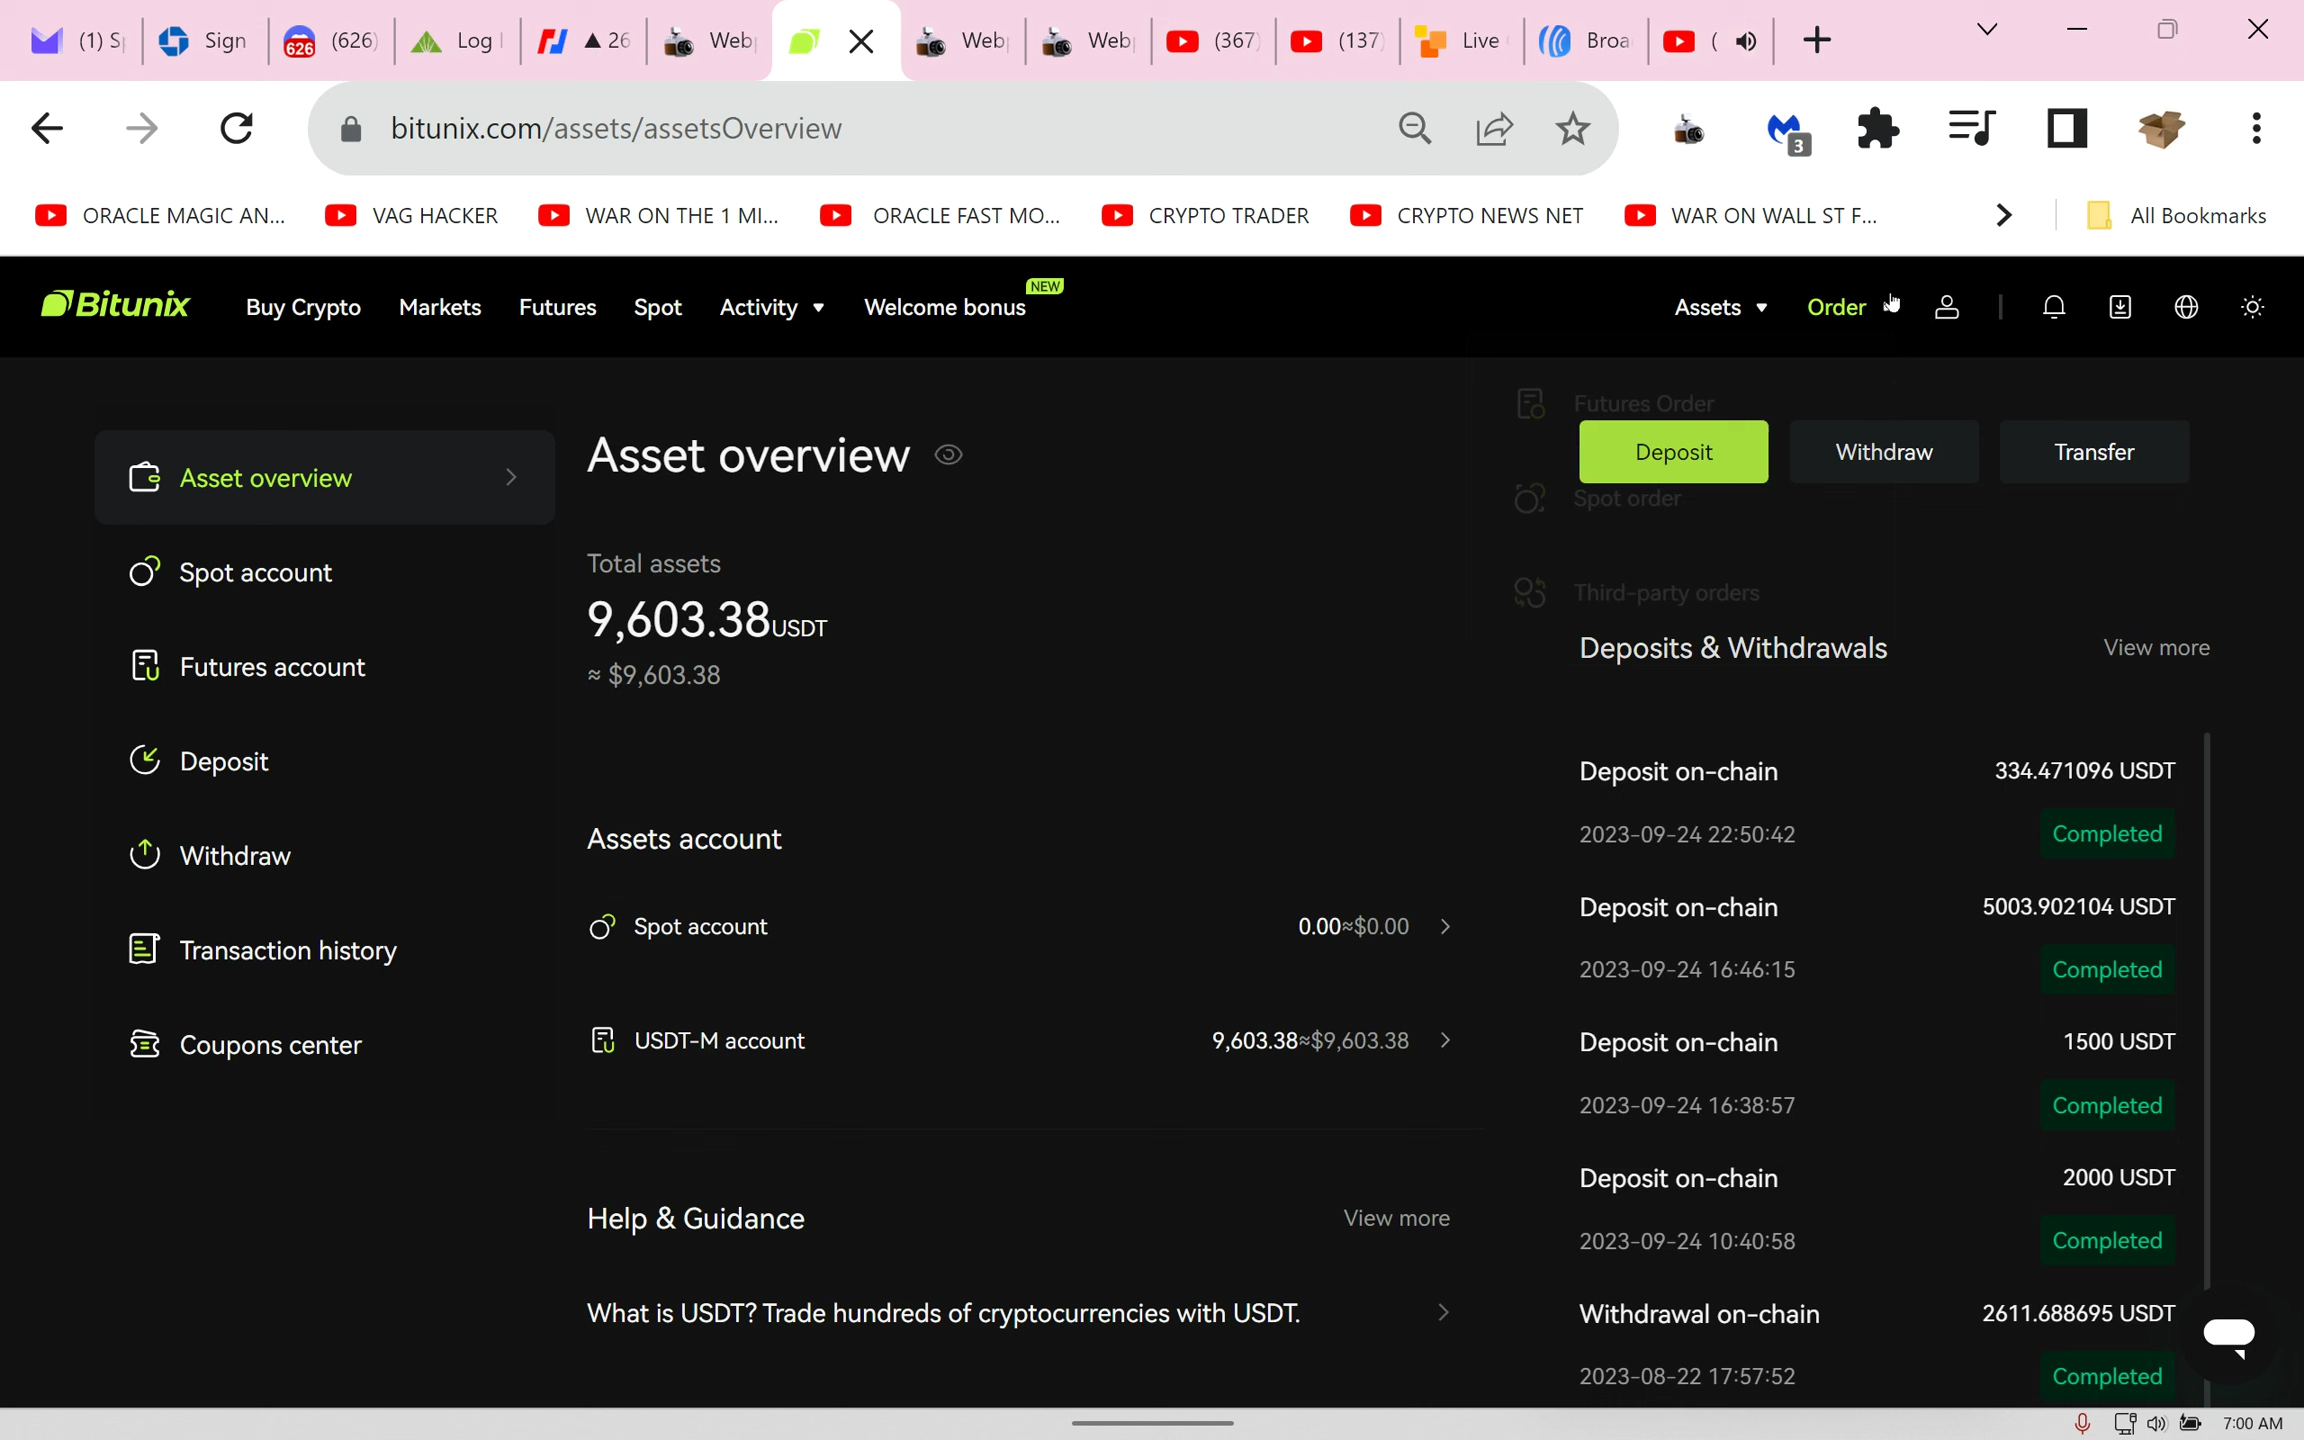 (1) S
Sign
626
(626)
Log
▲ 26
Web
Web
Web
(367)
(137)
Live
Broa
(
bitunix.com/assets/assetsOverview
3
ORACLE MAGIC AN...
VAG HACKER
WAR ON THE 1 MI...
ORACLE FAST MO...
CRYPTO TRADER
CRYPTO NEWS NET
WAR ON WALL ST F...
All Bookmarks
Bitunix
Buy Crypto
Markets
Futures
Spot
Activity
Welcome bonus
NEW
Assets
Order
Asset overview
Spot account
Futures account
Deposit
Withdraw
Transaction history
Coupons center
Asset overview
Total assets
9,603.38USDT
≈ $9,603.38
Assets account
Spot account 0.00≈$0.00
USDT-M account 9,603.38≈$9,603.38
Help & Guidance View more
What is USDT? Trade hundreds of cryptocurrencies with USDT.
Futures Order
Deposit Withdraw Transfer
Spot order
Third-party orders
Deposits & Withdrawals View more
Deposit on-chain 334.471096 USDT
2023-09-24 22:50:42 Completed
Deposit on-chain 5003.902104 USDT
2023-09-24 16:46:15 Completed
Deposit on-chain 1500 USDT
2023-09-24 16:38:57 Completed
Deposit on-chain 2000 USDT
2023-09-24 10:40:58 Completed
Withdrawal on-chain 2611.688695 USDT
2023-08-22 17:57:52 Completed
7:00 AM